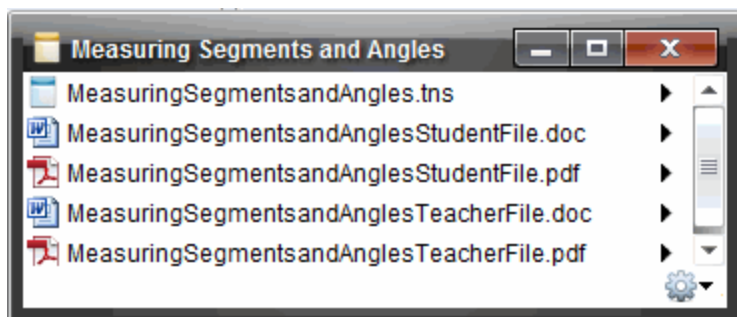 Measuring Segments and Angles
MeasuringSegmentsandAngles.tns
MeasuringSegmentsandAnglesStudentFile.doc
MeasuringSegmentsandAnglesStudentFile.pdf
MeasuringSegmentsandAnglesTeacherFile.doc
MeasuringSegmentsandAnglesTeacherFile.pdf